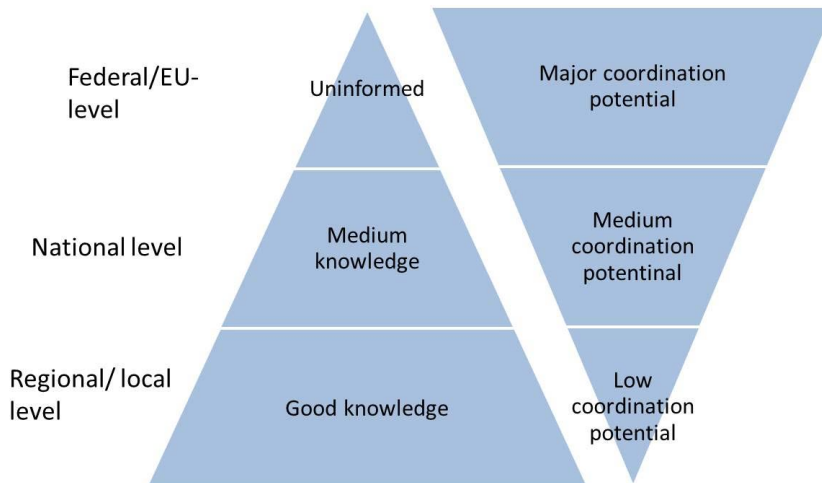 Federal/EU-
level
Uninformed
Major coordination
potential
National level
Medium
knowledge
Medium
coordination
potentinal
Regional/ local
level
Good knowledge
Low
coordination
potential